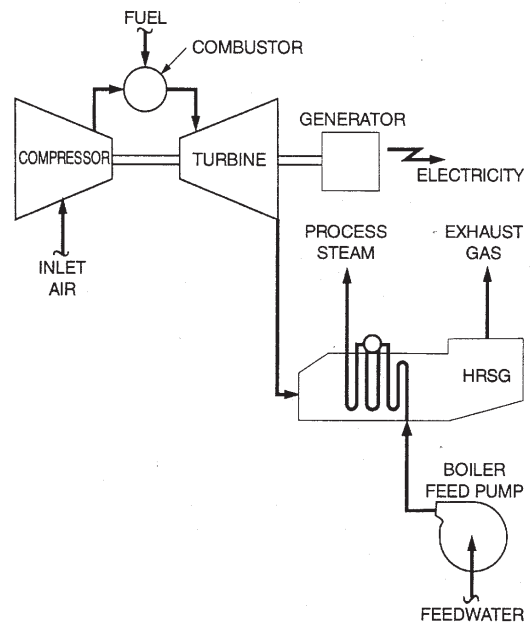 FUEL
COMBUSTOR
COMPRESSOR
TURBINE
GENERATOR
ELECTRICITY
INLET
AIR
PROCESS
STEAM
EXHAUST
GAS
HRSG
BOILER
FEED PUMP
FEEDWATER